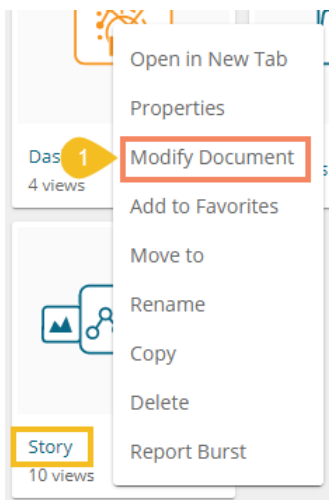 Open in New Tab
Properties
1
Das
Modify Document
4 views
Add to Favorites
Move to
Rename
Copy
Delete
Story
Report Burst
10 views